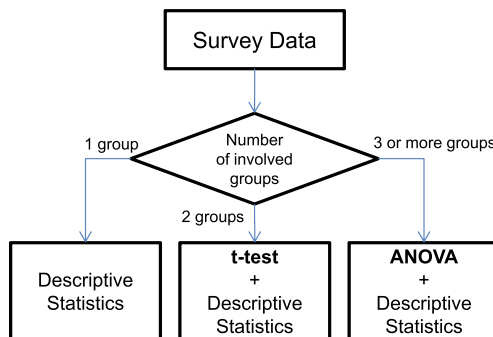 Survey Data
Number
of involved
groups
1 group
3 or more groups
2 groups
Descriptive
Statistics
t-test
+
Descriptive
Statistics
ANOVA
+
Descriptive
Statistics